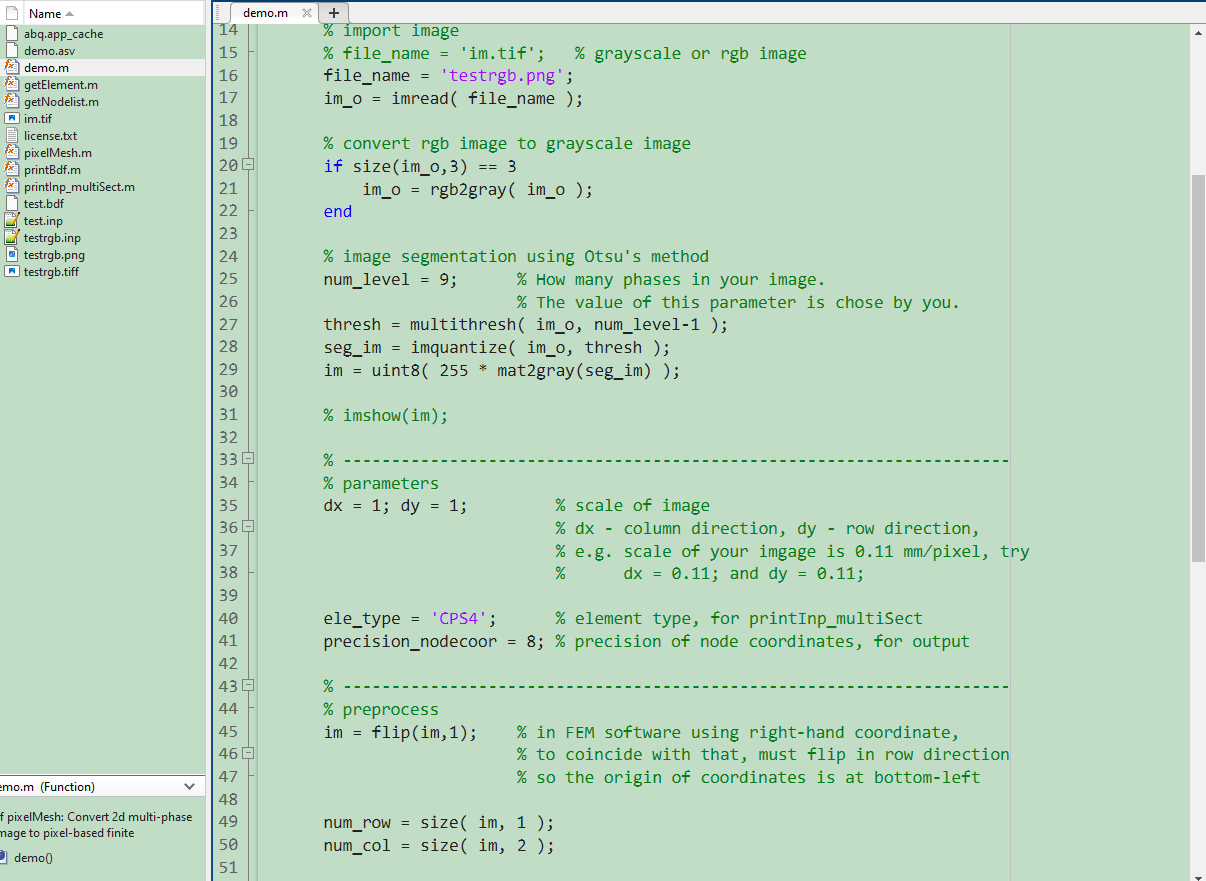 Name
abq.app_cache
demo.asv
demo.m
getElement.m
getNodelist.m
im.tif
license.txt
pixelMesh.m
printBdf.m
printInp_multiSect.m
test.bdf
test.inp
testrgb.inp
testrgb.png
testrgb.tiff
emo.m (Function)
f pixelMesh: Convert 2d multi-phase
mage to pixel-based finite
demo()
demo.m × +
14 % import image
15 % file_name = 'im.tif'; % grayscale or rgb image
16 file_name = 'testrgb.png';
17 im_o = imread( file_name );
18
19 % convert rgb image to grayscale image
20 if size(im_o,3) == 3
21 im_o = rgb2gray( im_o );
22 end
23
24 % image segmentation using Otsu's method
25 num_level = 9; % How many phases in your image.
26 % The value of this parameter is chose by you.
27 thresh = multithresh( im_o, num_level-1 );
28 seg_im = imquantize( im_o, thresh );
29 im = uint8( 255 * mat2gray(seg_im) );
30
31 % imshow(im);
32
33 % ---------------------------------------------------------------------
34 % parameters
35 dx = 1; dy = 1; % scale of image
36 % dx - column direction, dy - row direction,
37 % e.g. scale of your imgage is 0.11 mm/pixel, try
38 % dx = 0.11; and dy = 0.11;
39
40 ele_type = 'CPS4'; % element type, for printInp_multiSect
41 precision_nodecoor = 8; % precision of node coordinates, for output
42
43 % ---------------------------------------------------------------------
44 % preprocess
45 im = flip(im,1); % in FEM software using right-hand coordinate,
46 % to coincide with that, must flip in row direction
47 % so the origin of coordinates is at bottom-left
48
49 num_row = size( im, 1 );
50 num_col = size( im, 2 );
51